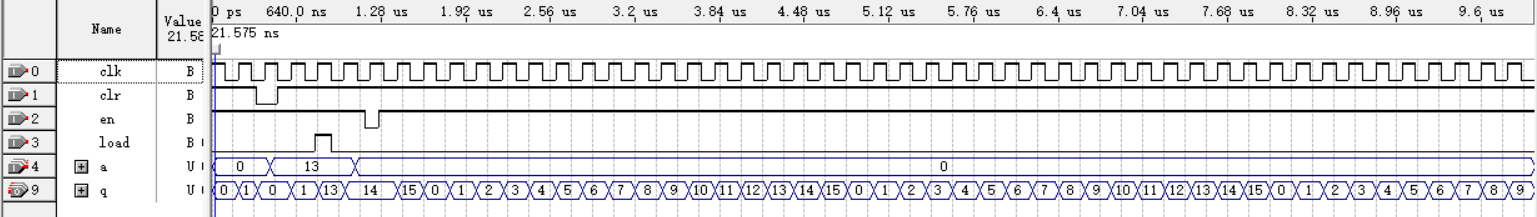 Name Value 21.58 0 ps 640.0 ns 1.28 us 1.92 us 2.56 us 3.2 us 3.84 us 4.48 us 5.12 us 5.76 us 6.4 us 7.04 us 7.68 us 8.32 us 8.96 us 9.6 us
21.575 ns
0 clk B
1 clr B
2 en B
3 load B
4 a U 0 13 0
9 q U 0 1 0 1 13 14 15 0 1 2 3 4 5 6 7 8 9 10 11 12 13 14 15 0 1 2 3 4 5 6 7 8 9 10 11 12 13 14 15 0 1 2 3 4 5 6 7 8 9